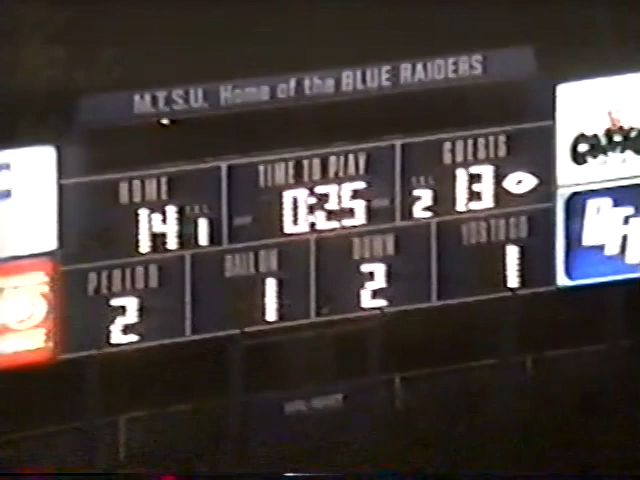 M.T.S.U. Home of the BLUE RAIDERS
HOME TIME TO PLAY GUESTS
14 T.O.L. 1 0:25 T.O.L. 2 13
PERIOD BALL ON DOWN YDS TO GO
2 1 2 1